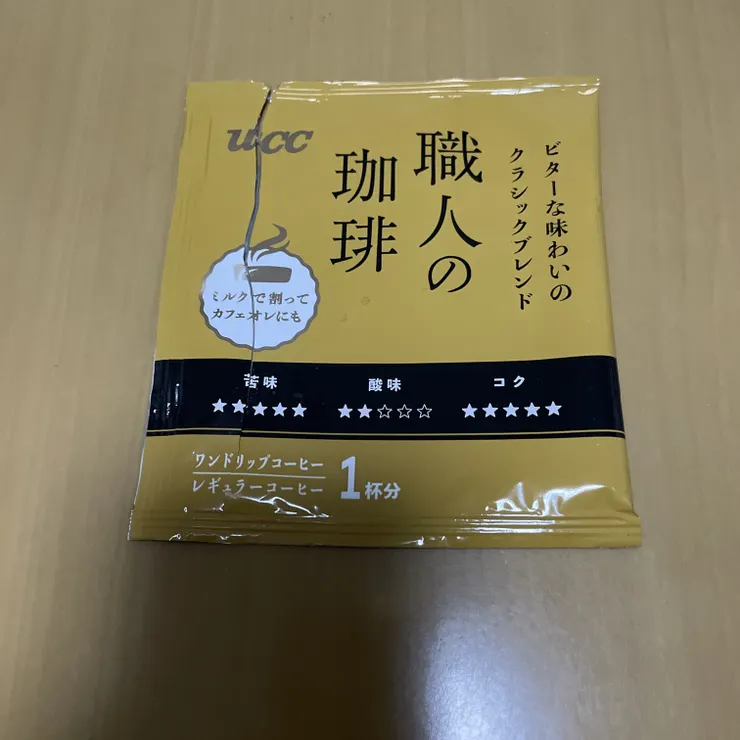 ucc
ビターな味わいの
クラシックブレンド
職人の
珈琲
ミルクで割って
カフェオレにも
苦味
酸味
コク
★★★★★
★★☆☆☆
★★★★★
ワンドリップコーヒー
レギュラーコーヒー
1杯分